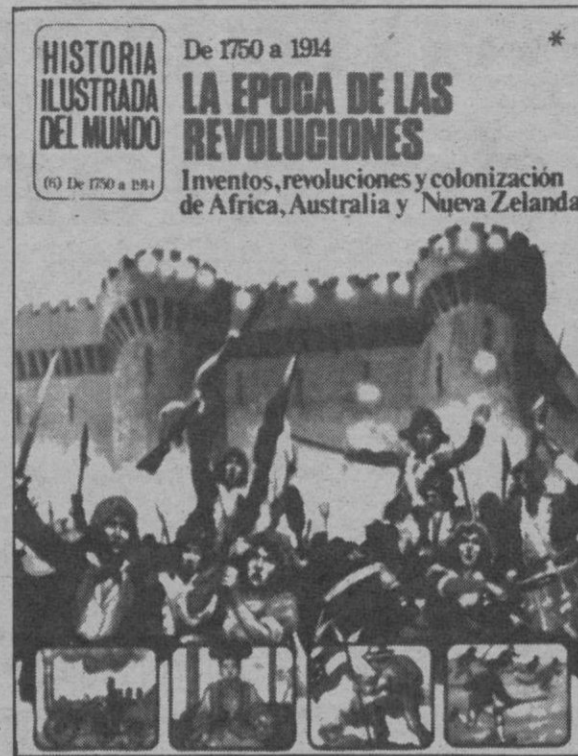 HISTORIA
ILUSTRADA
DEL MUNDO
(6) De 1750 a 1914
De 1750 a 1914
*
LA EPOCA DE LAS
REVOLUCIONES
Inventos, revoluciones y colonización
de Africa, Australia y Nueva Zelanda